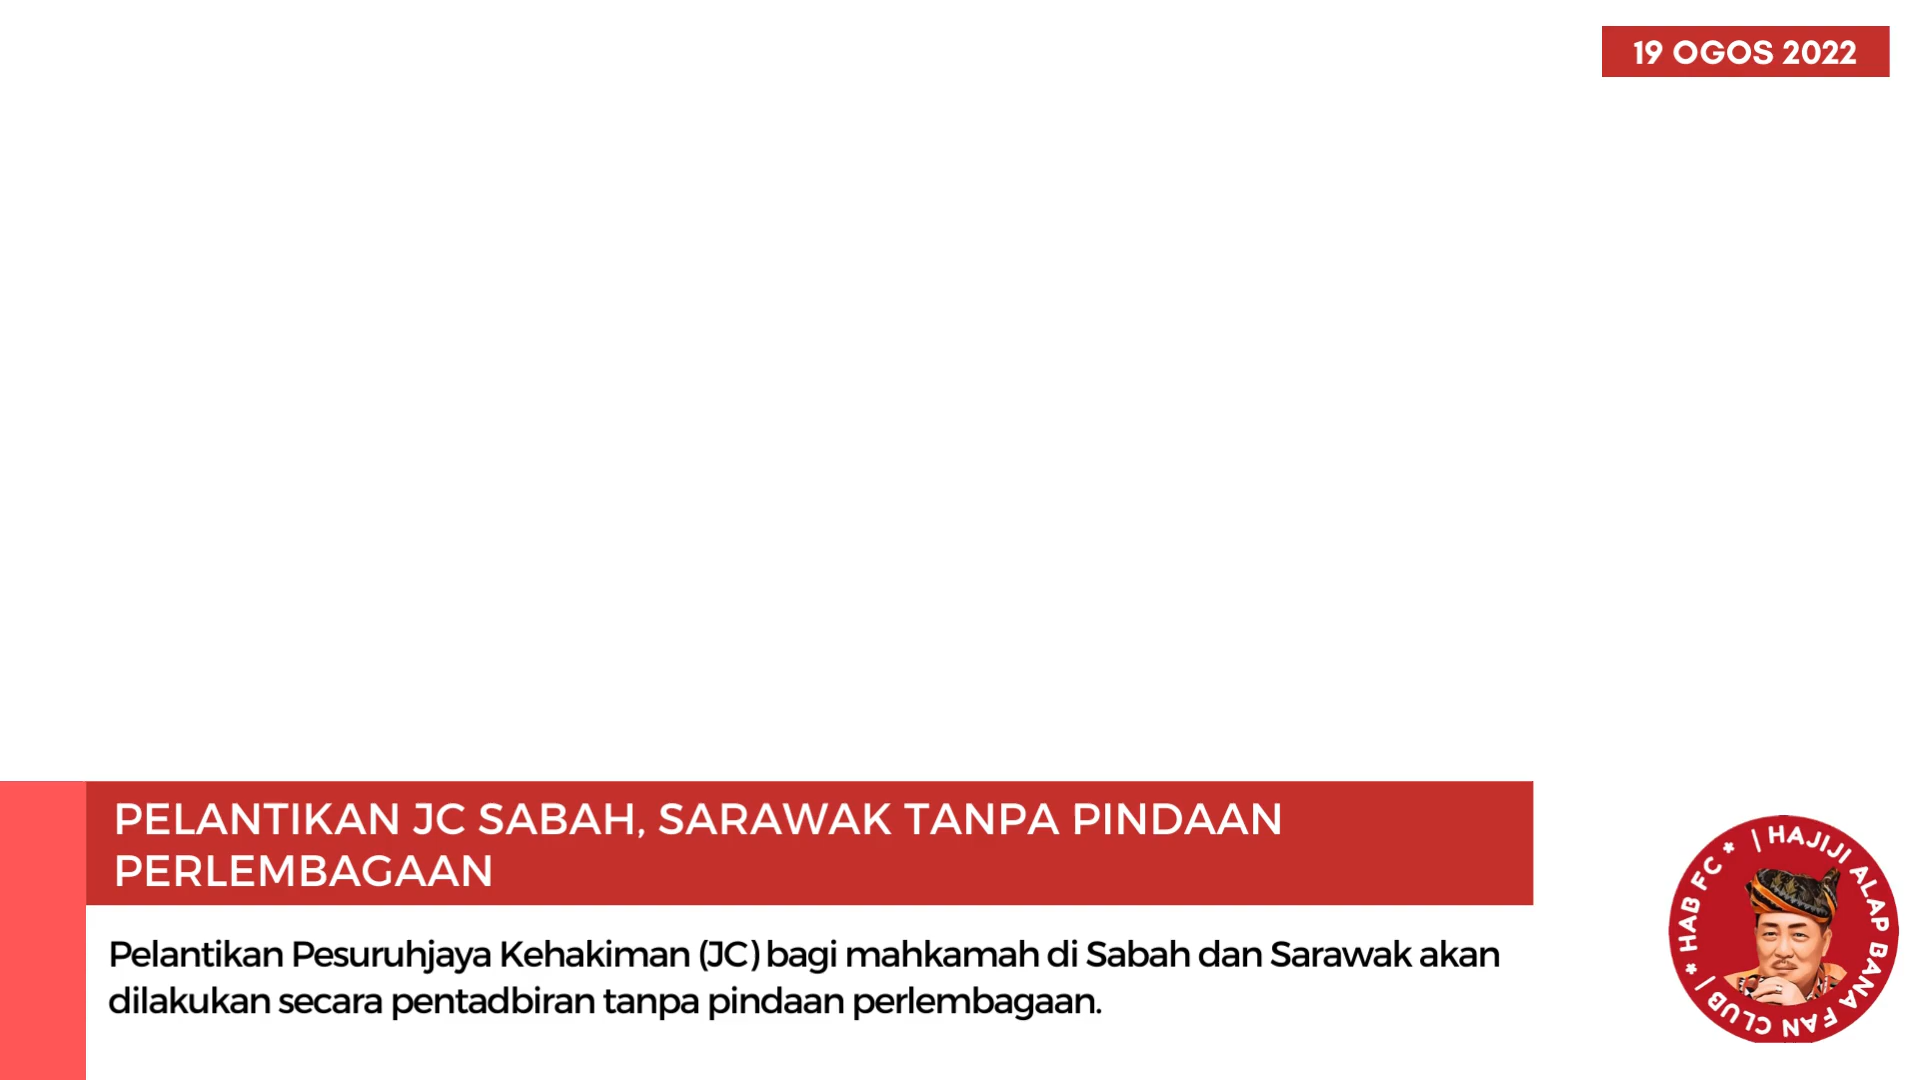 19 OGOS 2022
PELANTIKAN JC SABAH, SARAWAK TANPA PINDAAN
PERLEMBAGAAN
Pelantikan Pesuruhjaya Kehakiman (JC) bagi mahkamah di Sabah dan Sarawak akan
dilakukan secara pentadbiran tanpa pindaan perlembagaan.
* HAB FC * | HAJIJI ALAP BANA FAN CLUB |